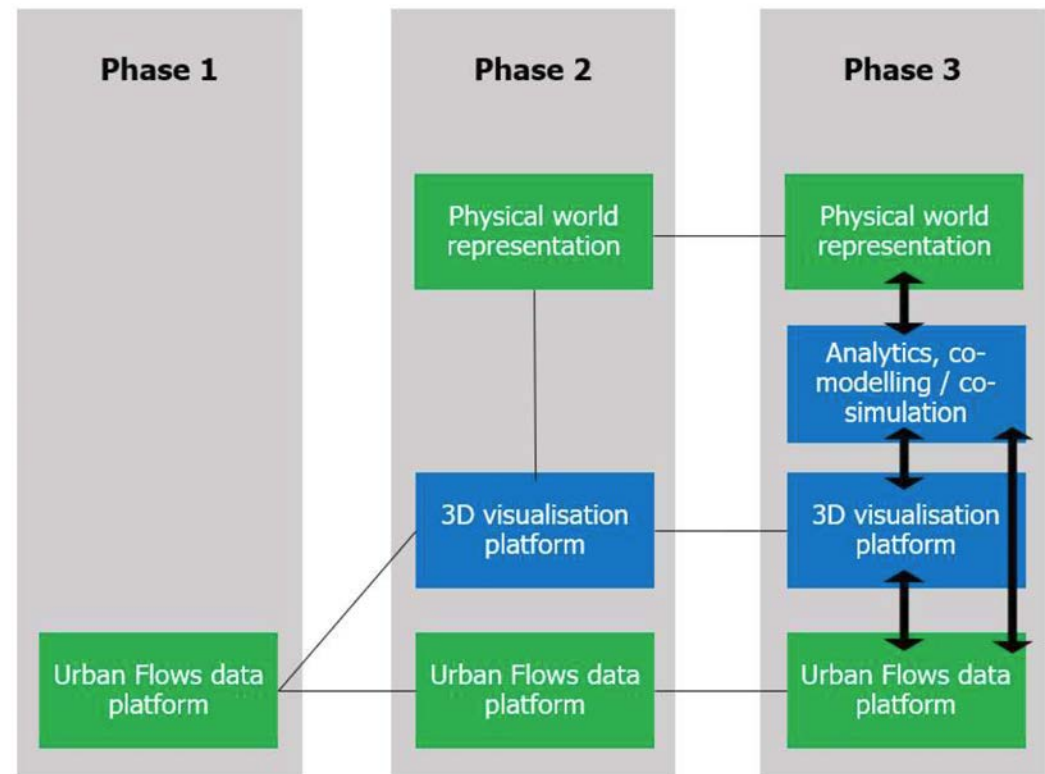 Phase 1
Urban Flows data
platform
Phase 2
Physical world
representation
3D visualisation
platform
Urban Flows data
platform
Phase 3
Physical world
representation
Analytics, co-
modelling / co-
simulation
3D visualisation
platform
Urban Flows data
platform